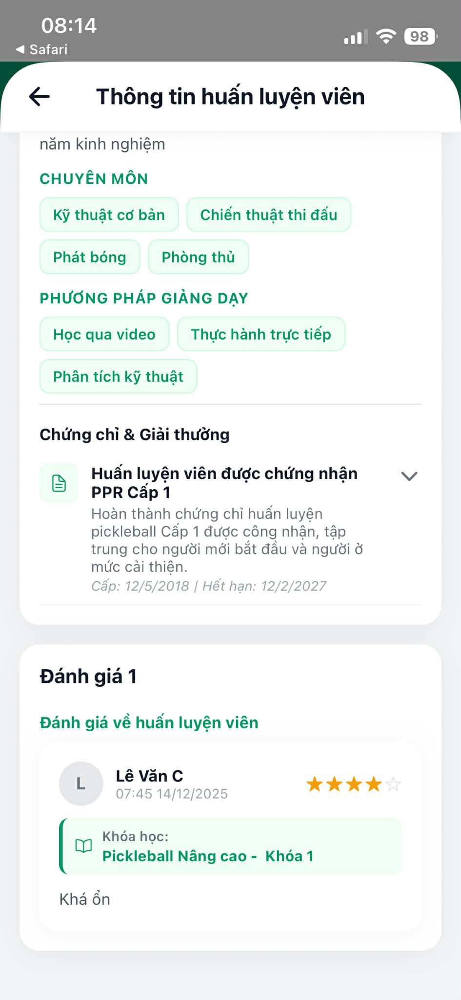 08:14
◀ Safari
98
Thông tin huấn luyện viên
năm kinh nghiệm
CHUYÊN MÔN
Kỹ thuật cơ bản
Chiến thuật thi đấu
Phát bóng
Phòng thủ
PHƯƠNG PHÁP GIẢNG DẠY
Học qua video
Thực hành trực tiếp
Phân tích kỹ thuật
Chứng chỉ & Giải thưởng
Huấn luyện viên được chứng nhận
PPR Cấp 1
Hoàn thành chứng chỉ huấn luyện
pickleball Cấp 1 được công nhận, tập
trung cho người mới bắt đầu và người ở
mức cải thiện.
Cấp: 12/5/2018 | Hết hạn: 12/2/2027
Đánh giá 1
Đánh giá về huấn luyện viên
L
Lê Văn C
07:45 14/12/2025
Khóa học:
Pickleball Nâng cao - Khóa 1
Khá ổn